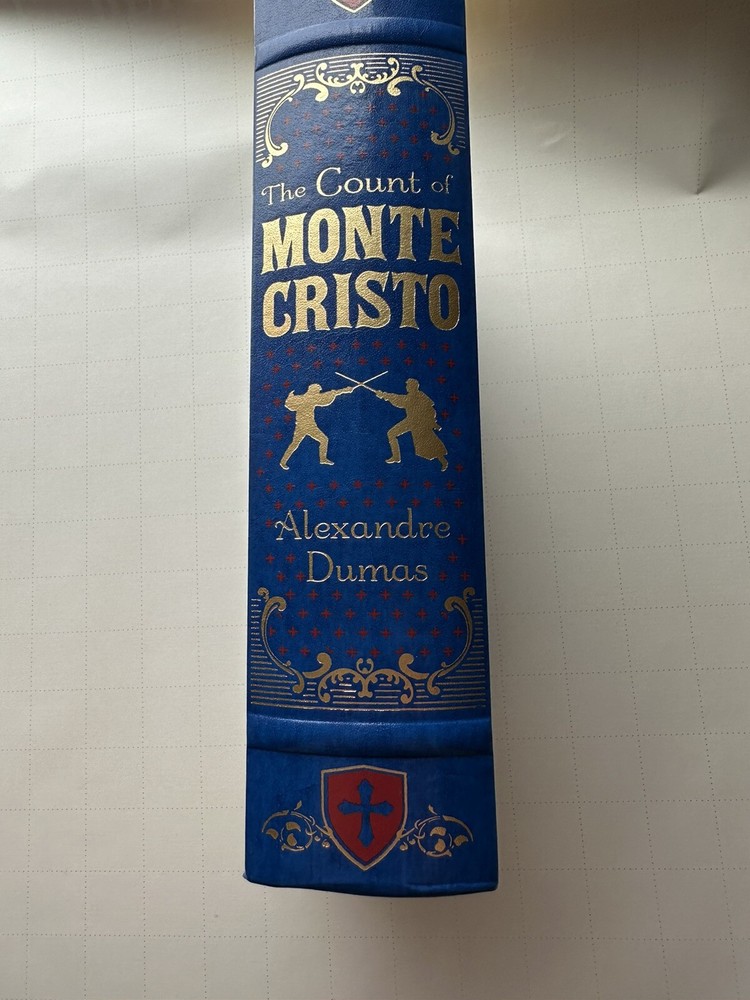 The Count of
MONTE
CRISTO
Alexandre
Dumas